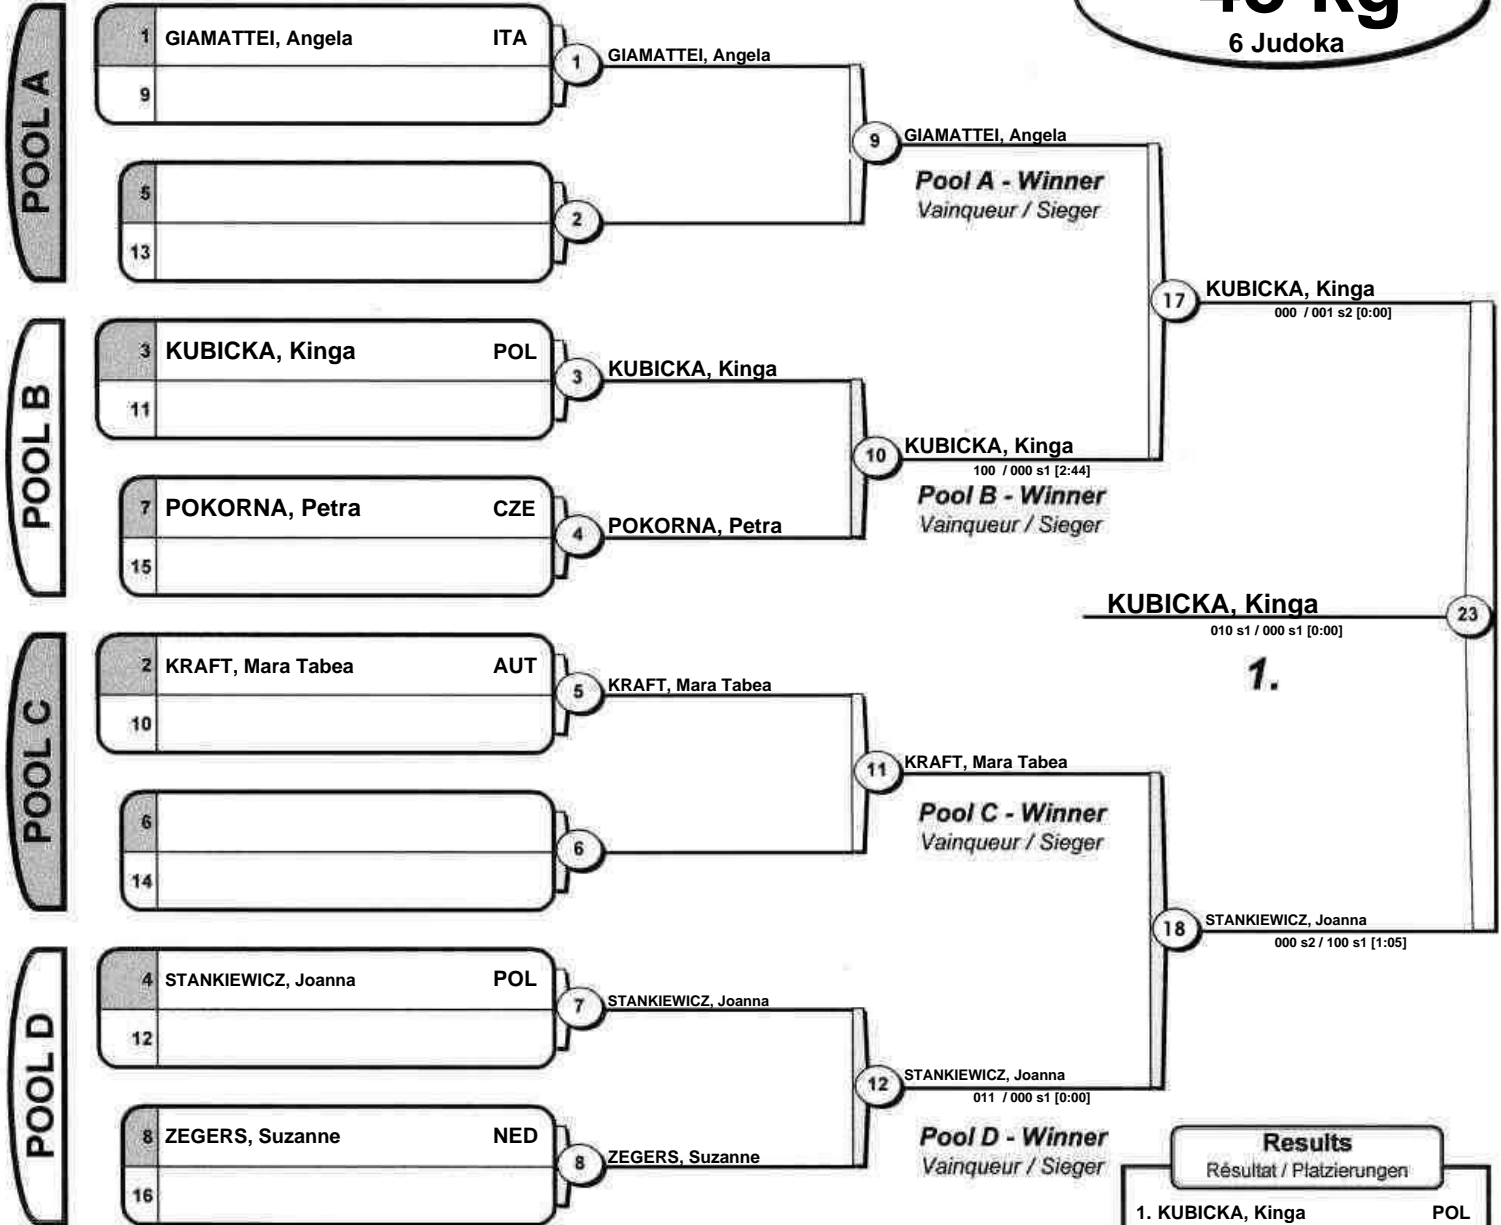 48 kg
6 Judoka
POOL A
1 GIAMATTEI, Angela ITA
9
5
13
1 GIAMATTEI, Angela
2
9 GIAMATTEI, Angela
Pool A - Winner
Vainqueur / Sieger
POOL B
3 KUBICKA, Kinga POL
11
7 POKORNA, Petra CZE
15
3 KUBICKA, Kinga
4 POKORNA, Petra
10 KUBICKA, Kinga
100 / 000 s1 [2:44]
Pool B - Winner
Vainqueur / Sieger
17 KUBICKA, Kinga
000 / 001 s2 [0:00]
KUBICKA, Kinga 23
010 s1 / 000 s1 [0:00]
1.
POOL C
2 KRAFT, Mara Tabea AUT
10
6
14
5 KRAFT, Mara Tabea
6
11 KRAFT, Mara Tabea
Pool C - Winner
Vainqueur / Sieger
18 STANKIEWICZ, Joanna
000 s2 / 100 s1 [1:05]
POOL D
4 STANKIEWICZ, Joanna POL
12
8 ZEGERS, Suzanne NED
16
7 STANKIEWICZ, Joanna
8 ZEGERS, Suzanne
12 STANKIEWICZ, Joanna
011 / 000 s1 [0:00]
Pool D - Winner
Vainqueur / Sieger
Results
Résultat / Platzierungen
1. KUBICKA, Kinga POL